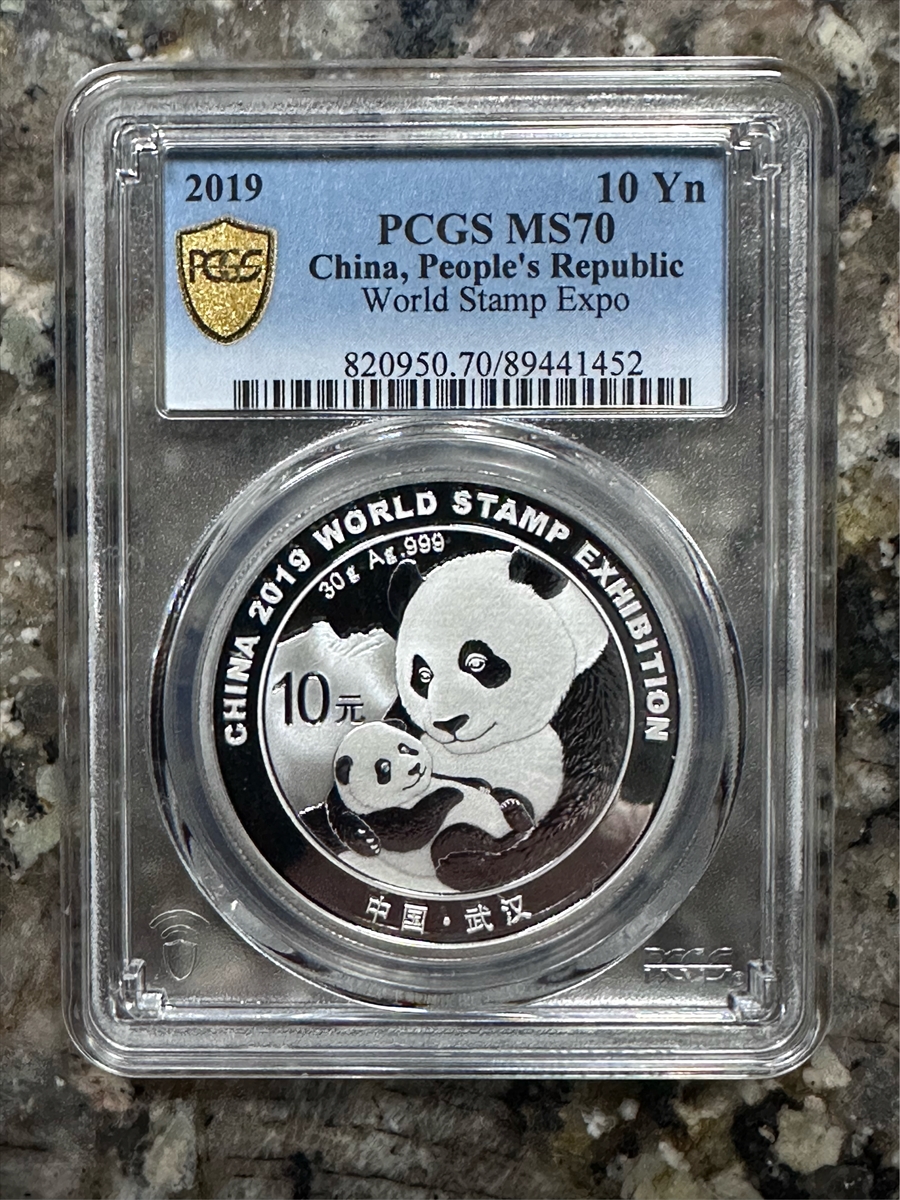 2019 10 Yn
PCGS
PCGS MS70
China, People's Republic
World Stamp Expo
820950.70/89441452
CHINA 2019 WORLD STAMP EXHIBITION
30g Ag.999
10元
中国·武汉
PCGS